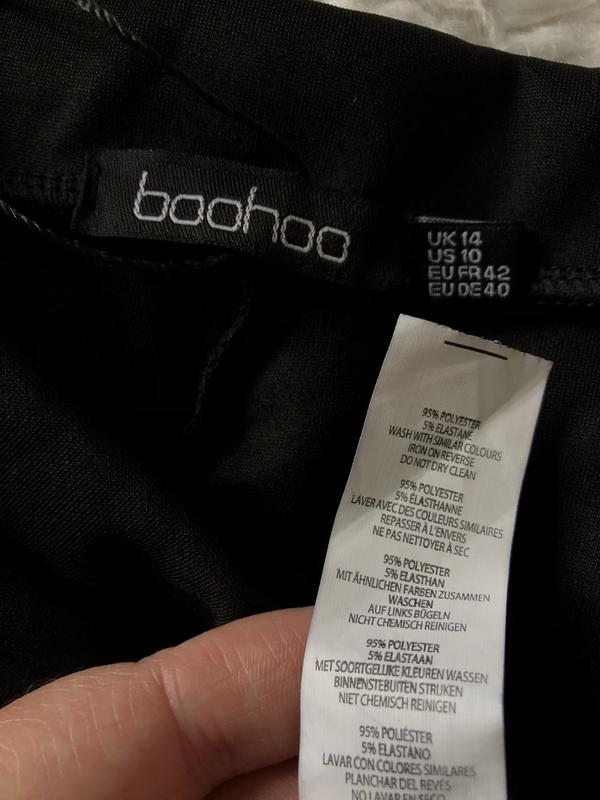 boohoo
UK 14
US 10
EU FR 42
EU DE 40
95% POLYESTER
5% ELASTANE
WASH WITH SIMILAR COLOURS
IRON ON REVERSE
DO NOT DRY CLEAN
95% POLYESTER
5% ÉLASTHANNE
LAVER AVEC DES COULEURS SIMILAIRES
REPASSER À L'ENVERS
NE PAS NETTOYER À SEC
95% POLYESTER
5% ELASTHAN
MIT ÄHNLICHEN FARBEN ZUSAMMEN
WASCHEN
AUF LINKS BÜGELN
NICHT CHEMISCH REINIGEN
95% POLYESTER
5% ELASTAAN
MET SOORTGELIJKE KLEUREN WASSEN
BINNENSTEBUITEN STRIJKEN
NIET CHEMISCH REINIGEN
95% POLIÉSTER
5% ELASTANO
LAVAR CON COLORES SIMILARES
PLANCHAR DEL REVÉS
NO LAVAR EN SECO